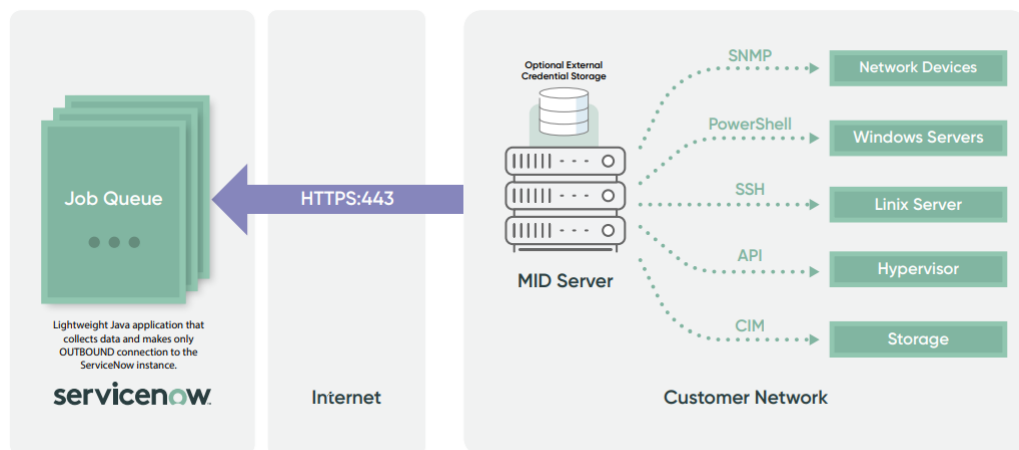 Job Queue
Lightweight Java application that
collects data and makes only
OUTBOUND connection to the
ServiceNow instance.
servicenow.
HTTPS:443
Internet
Optional External
Credential Storage
MID Server
SNMP
Network Devices
PowerShell
Windows Servers
SSH
Linix Server
API
Hypervisor
CIM
Storage
Customer Network